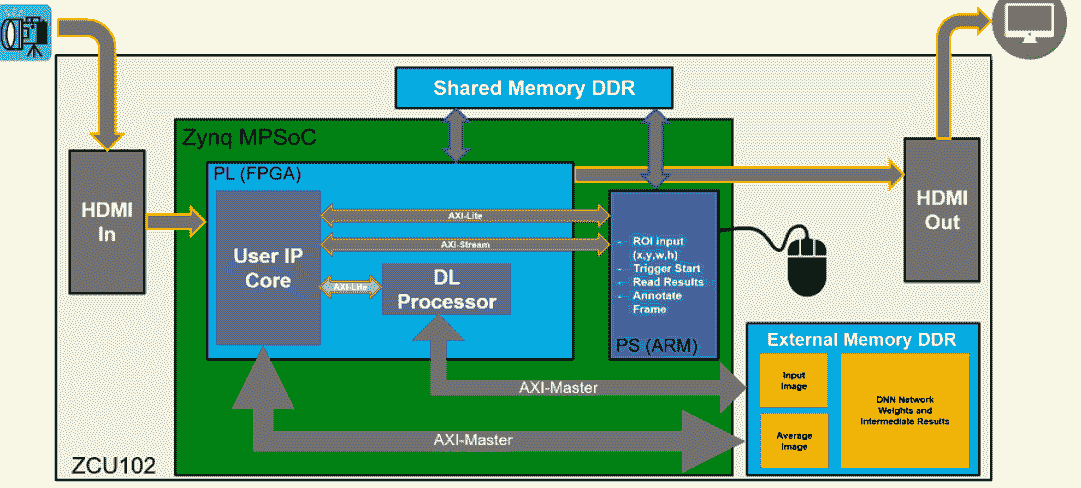 Shared Memory DDR
Zynq MPSoC
PL (FPGA)
HDMI
In
User IP
Core
AXI-Lite
AXI-Stream
AXI-Lite
DL
Processor
- ROI input
(x,y,w,h)
- Trigger Start
- Read Results
- Annotate
Frame
PS (ARM)
HDMI
Out
External Memory DDR
Input
Image
Average
Image
DNN Network
Weights and
Intermediate Results
AXI-Master
AXI-Master
ZCU102